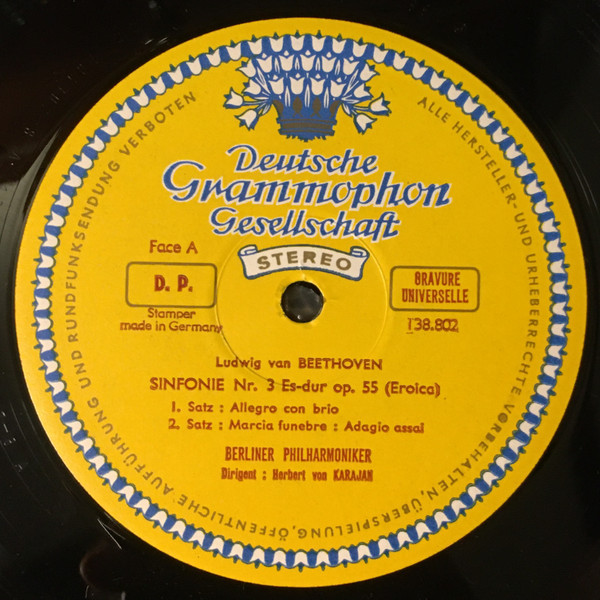 Deutsche
Grammophon
Gesellschaft
STEREO
Face A
D. P.
Stamper
made in Germany
GRAVURE
UNIVERSELLE
138.802
Ludwig van BEETHOVEN
SINFONIE Nr. 3 Es-dur op. 55 (Eroica)
1. Satz : Allegro con brio
2. Satz : Marcia funebre : Adagio assai
BERLINER PHILHARMONIKER
Dirigent : Herbert von KARAJAN
ALLE HERSTELLER- UND URHEBERRECHTE VORBEHALTEN, ÜBERSPIELUNG, ÖFFENTLICHE AUFFÜHRUNG UND RUNDFUNKSENDUNG VERBOTEN